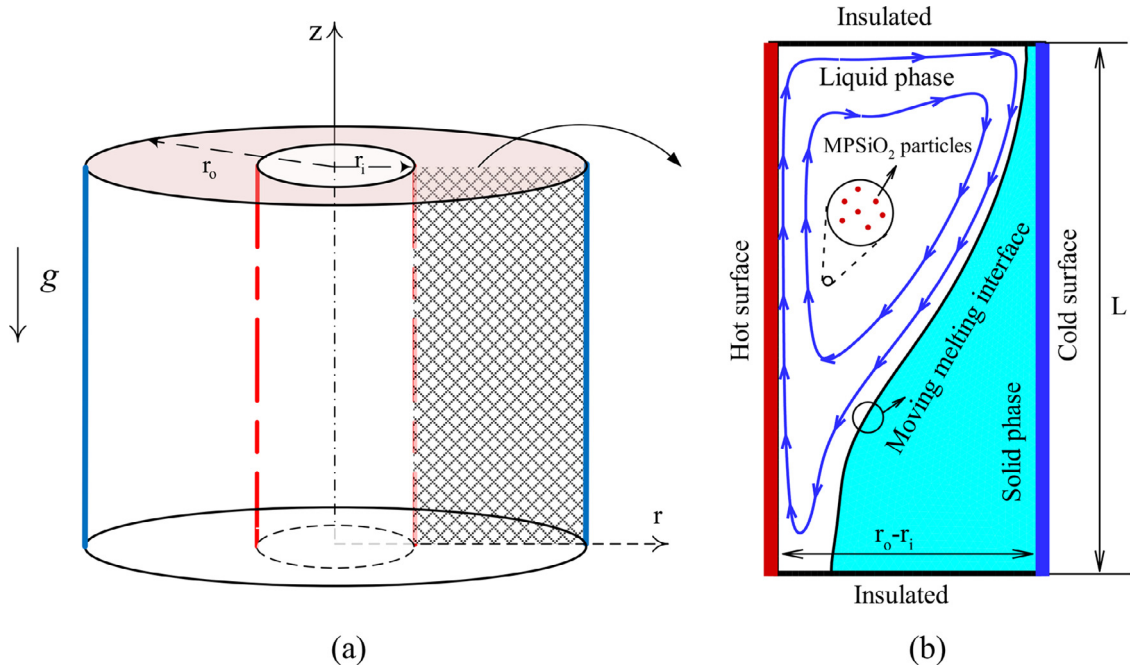 z
r_o
r_i
g
r
(a)
Insulated
Liquid phase
MPSiO₂ particles
Hot surface
Moving melting interface
Solid phase
Cold surface
L
r_o-r_i
Insulated
(b)